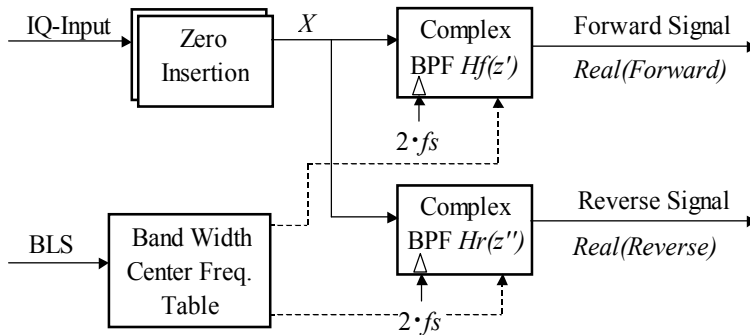 IQ-Input
Zero
Insertion
X
Complex
BPF Hf(z')
2·fs
Forward Signal
Real(Forward)
BLS
Band Width
Center Freq.
Table
Complex
BPF Hr(z'')
2·fs
Reverse Signal
Real(Reverse)